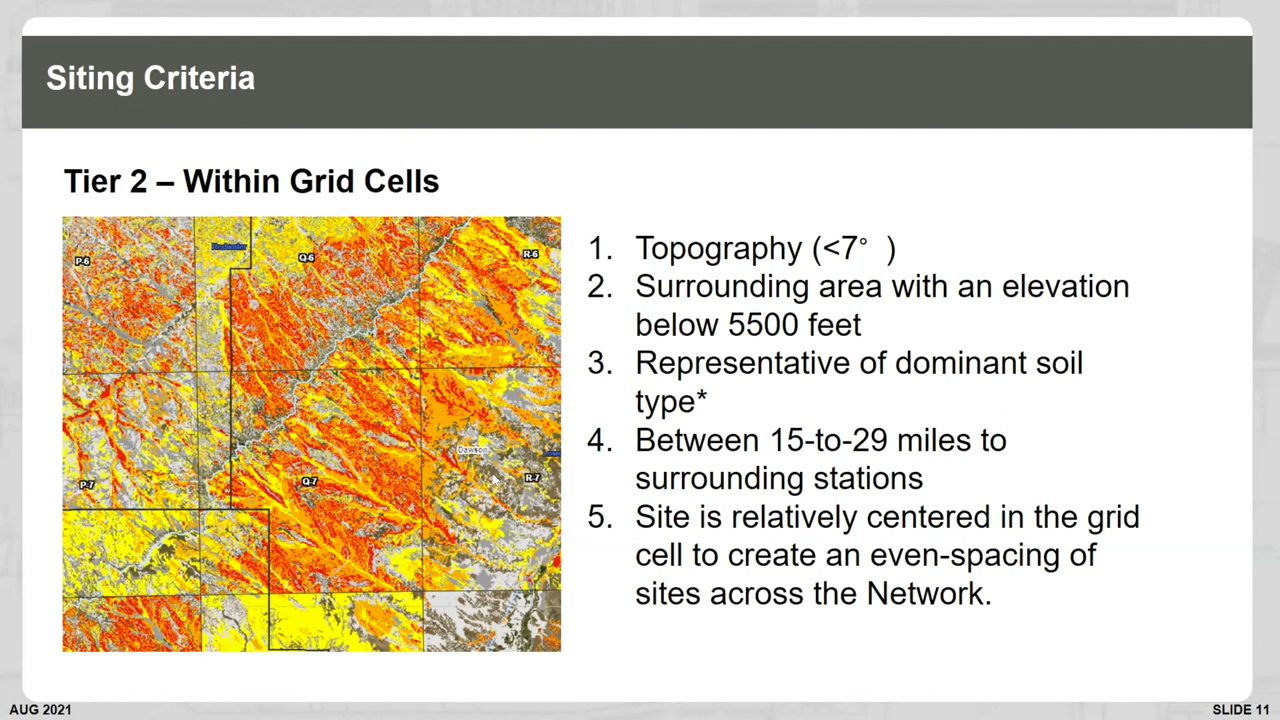 Siting Criteria
Tier 2 – Within Grid Cells
P-6
Q-6
R-6
Dawson
P-7
Q-7
R-7
1. Topography (<7° )
2. Surrounding area with an elevation
below 5500 feet
3. Representative of dominant soil
type*
4. Between 15-to-29 miles to
surrounding stations
5. Site is relatively centered in the grid
cell to create an even-spacing of
sites across the Network.
AUG 2021
SLIDE 11